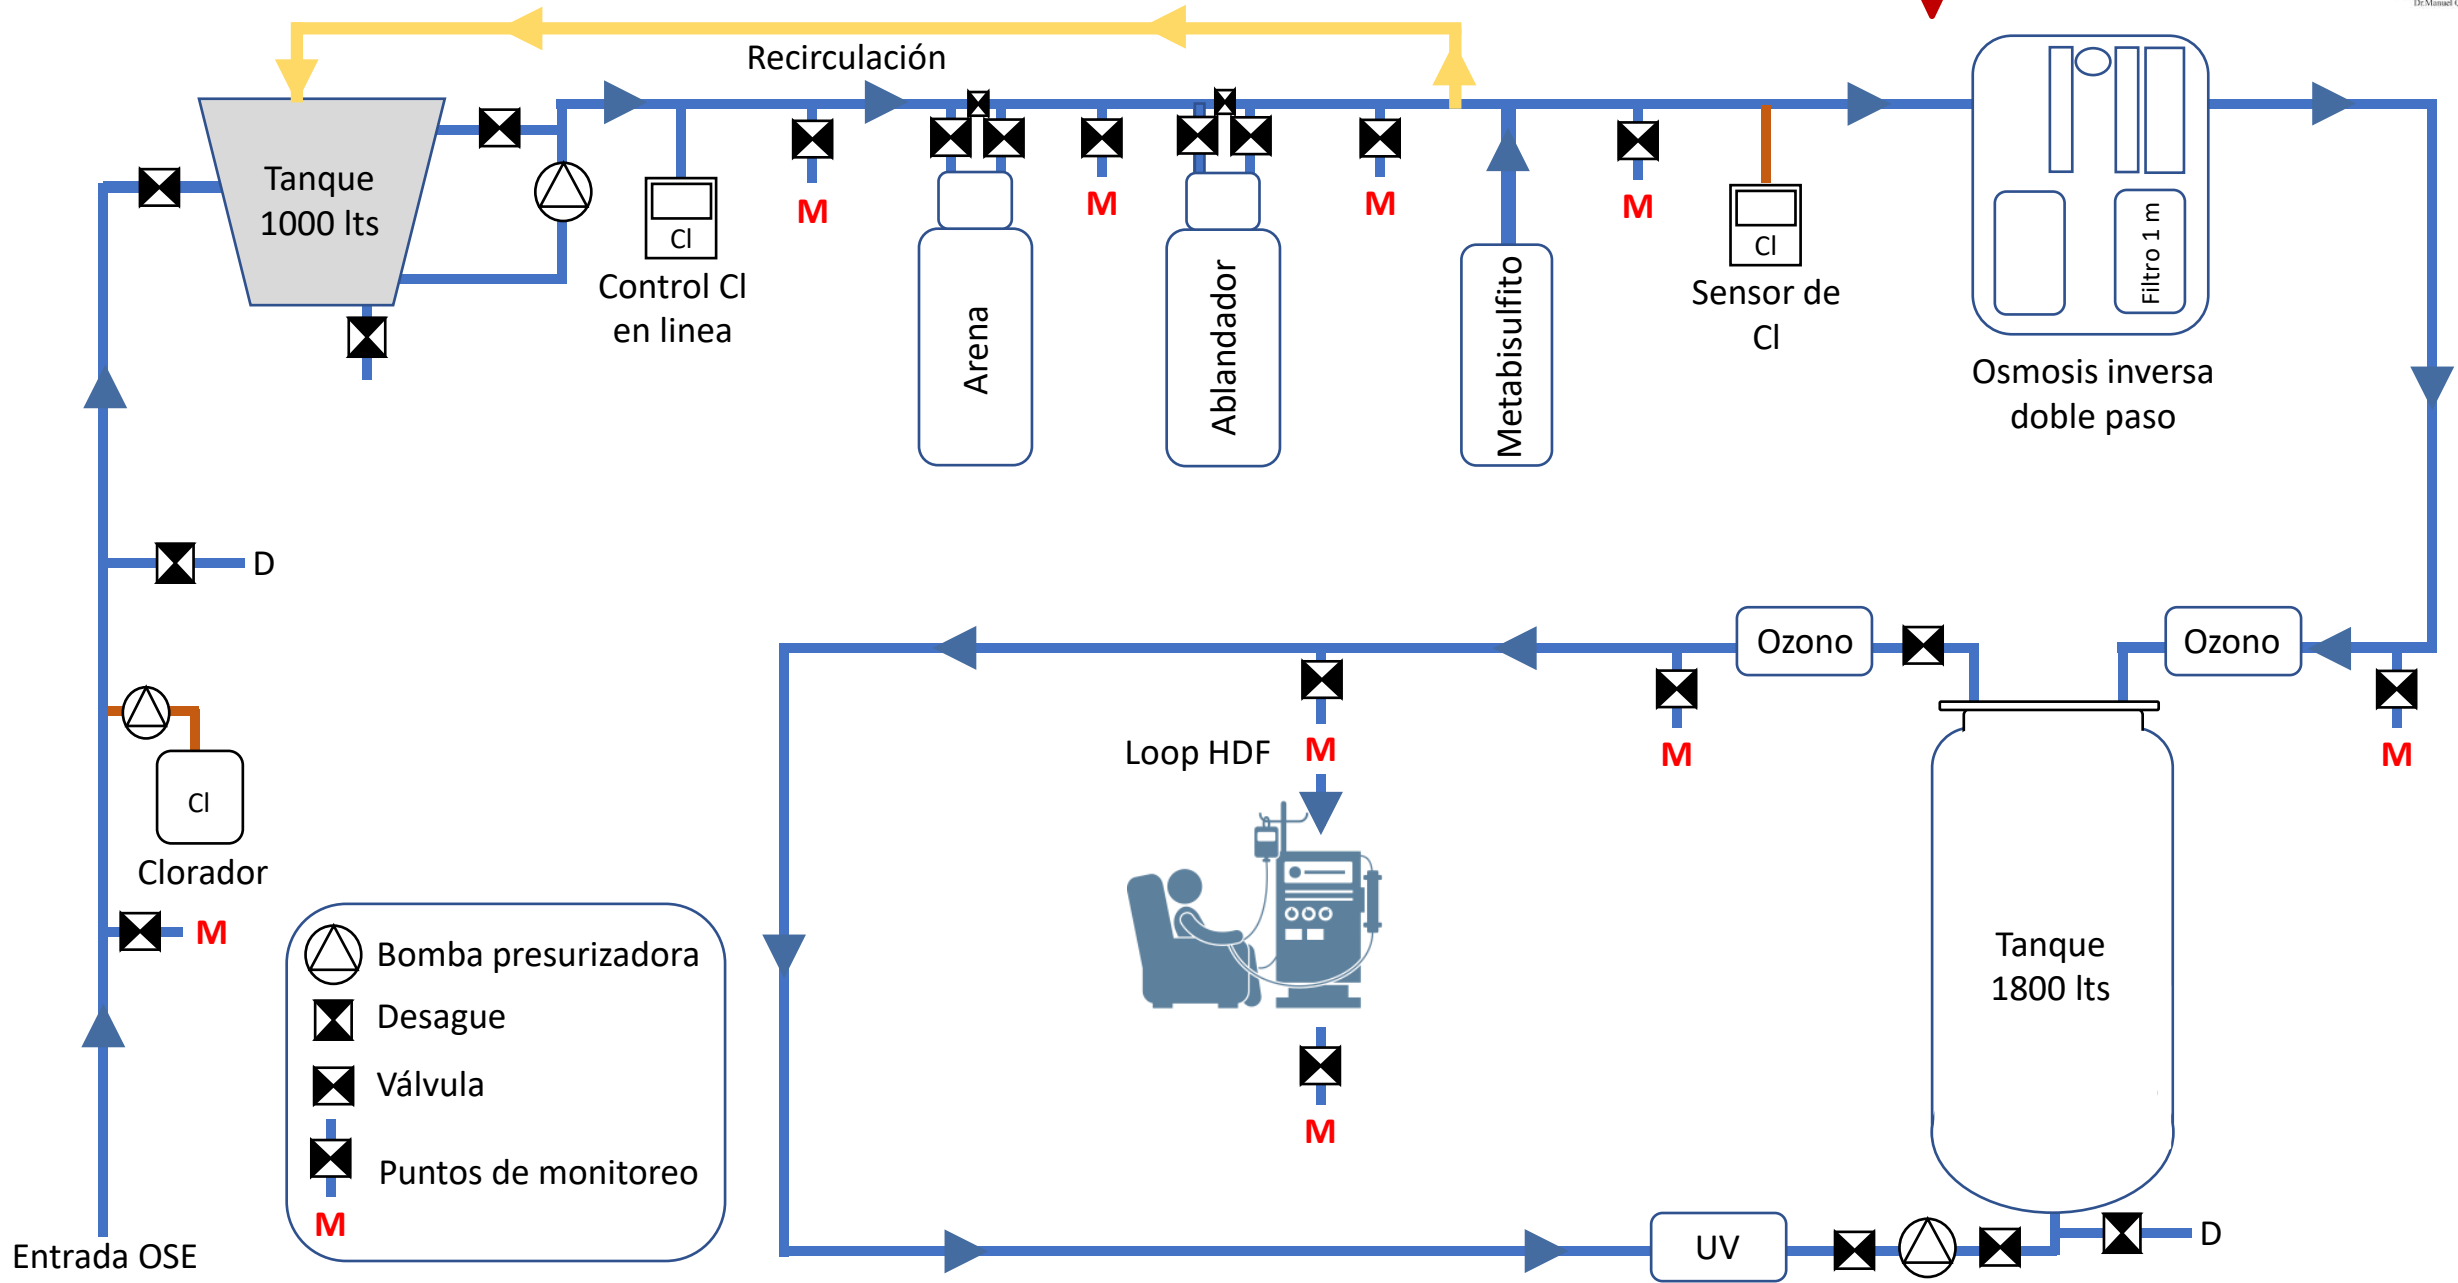 Dr.Manuel
Recirculación
Tanque
1000 lts
Cl
Control Cl
en linea
M
M
M
M
Arena
Ablandador
Metabisulfito
Cl
Sensor de
Cl
Filtro 1 m
Osmosis inversa
doble paso
D
Cl
Clorador
M
Entrada OSE
Ozono
Ozono
M
M
Loop HDF
M
M
Tanque
1800 lts
UV
D
Bomba presurizadora
Desague
Válvula
Puntos de monitoreo
M